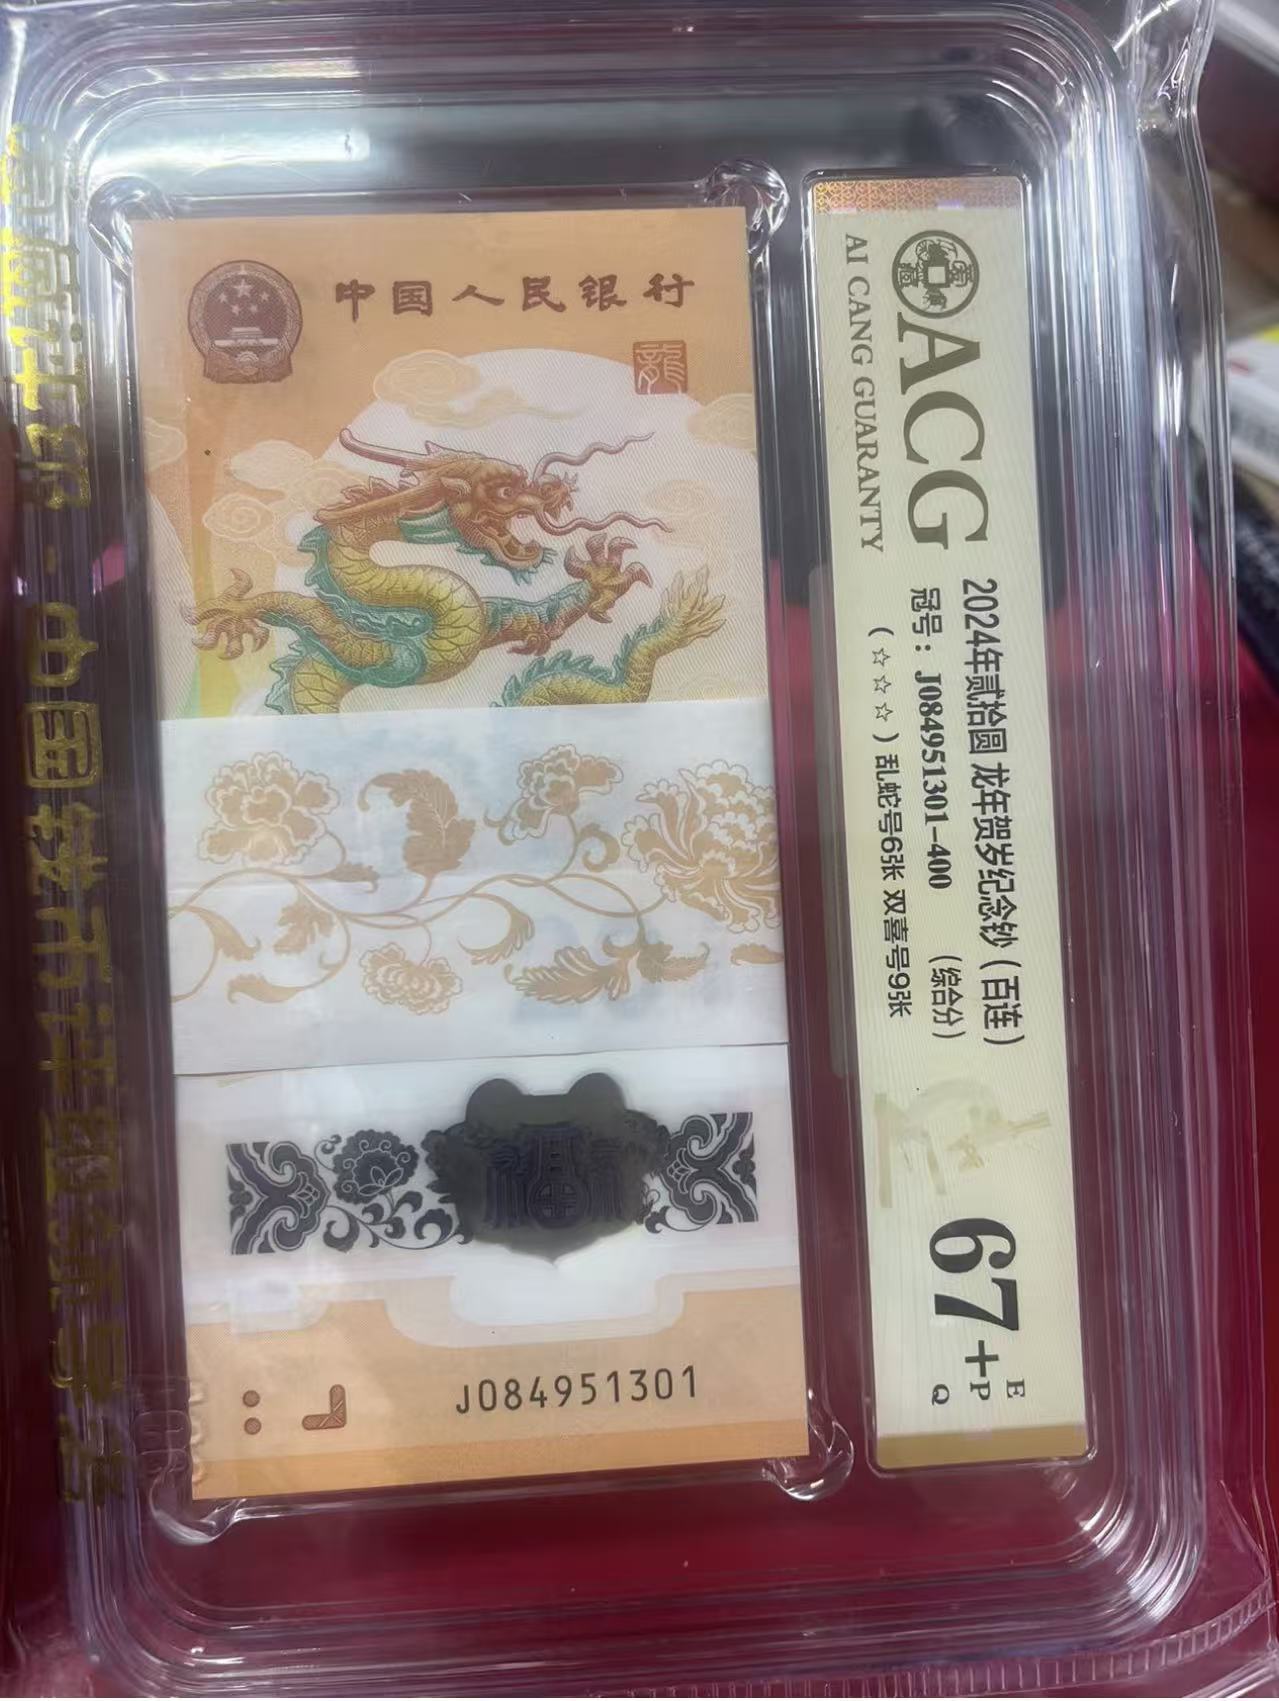 中国人民银行
龍
福
J084951301
ACG
AI CANG GUARANTY
2024年贰拾圆 龙年贺岁纪念钞（百连）
冠号：J084951301-400 （综合分）
（☆☆☆）乱蛇号6张 双喜号9张
67+
E
P
Q